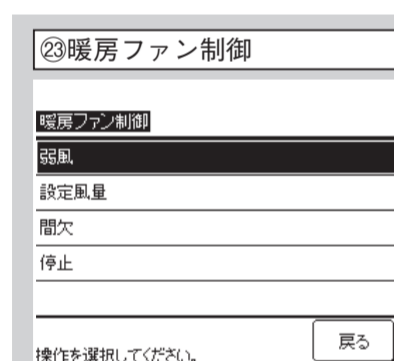 ㉓暖房ファン制御
暖房ファン制御
弱風
設定風量
間欠
停止
戻る
操作を選択してください。